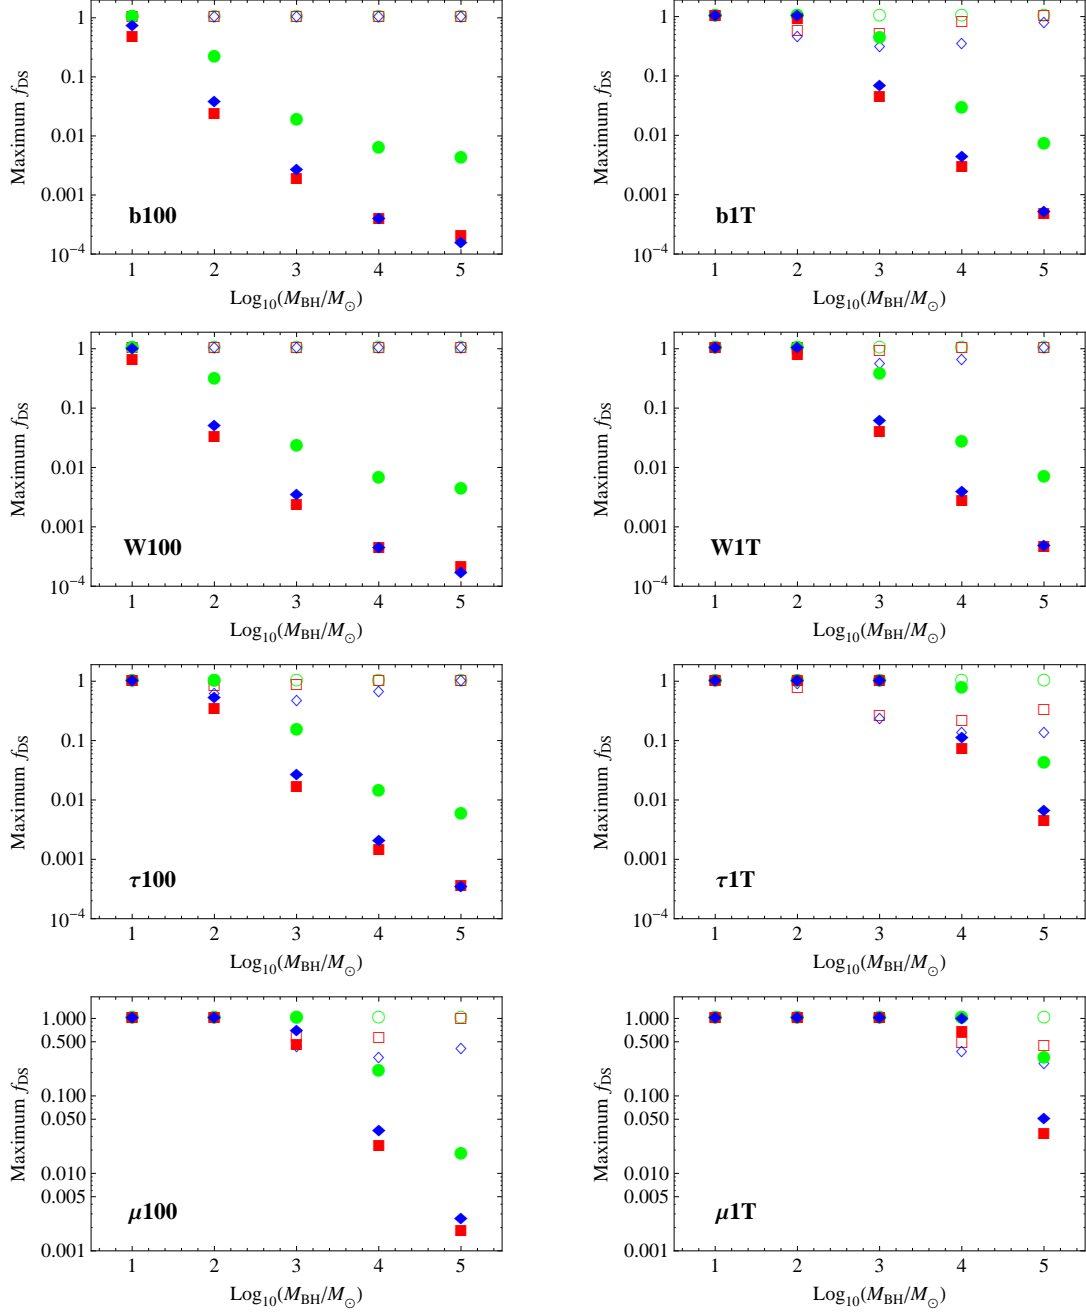 Maximum f_DS
1
0.1
0.01
0.001
10⁻⁴
b100
1 2 3 4 5
Log₁₀(M_BH/M_⊙)
Maximum f_DS
1
0.1
0.01
0.001
10⁻⁴
b1T
1 2 3 4 5
Log₁₀(M_BH/M_⊙)
Maximum f_DS
1
0.1
0.01
0.001
10⁻⁴
W100
1 2 3 4 5
Log₁₀(M_BH/M_⊙)
Maximum f_DS
1
0.1
0.01
0.001
10⁻⁴
W1T
1 2 3 4 5
Log₁₀(M_BH/M_⊙)
Maximum f_DS
1
0.1
0.01
0.001
10⁻⁴
τ100
1 2 3 4 5
Log₁₀(M_BH/M_⊙)
Maximum f_DS
1
0.1
0.01
0.001
10⁻⁴
τ1T
1 2 3 4 5
Log₁₀(M_BH/M_⊙)
Maximum f_DS
1.000
0.500
0.100
0.050
0.010
0.005
0.001
μ100
1 2 3 4 5
Log₁₀(M_BH/M_⊙)
Maximum f_DS
1.000
0.500
0.100
0.050
0.010
0.005
0.001
μ1T
1 2 3 4 5
Log₁₀(M_BH/M_⊙)